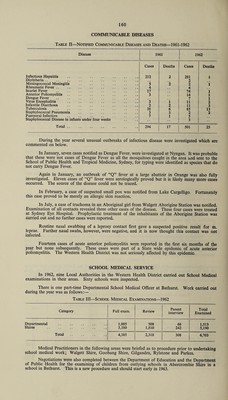 160
COMMUNICABLE DISEASES
TABLE II—NOTIFIED COMMUNICABLE DISEASES AND DEATHS—1961-1962
Disease 1961 1962
Cases Deaths Cases Deaths
Infectious Hepatitis
Diphtheria
Meningococcal Meningitis
Rheumatic Fever
Scarlet Fever
Anterior Poliomyelitis
Dengue Fever
Virus Encephalitis
Infantile Diarrhoea
Tuberculosis
Staphylococcal Pneumonia
Puerperal Infection
Staphylococcal Disease in infants under four weeks
Total
During the year several unusual outbreaks of infectious disease were investigated which are
commented on below.
In January, seven cases notified as Dengue Fever, were investigated at Nyngan. It was probable
that these were not cases of Dengue Fever as all the mosquitoes caught in the area and sent to the
School of Public Health and Tropical Medicine, Sydney, for typing were identified as species that do
not carry Dengue Fever.
Again in January, an outbreak of "Q" fever at a large abattoir in Orange was also fully
investigated. Eleven cases of "Q" fever were serologically proved but it is likely many more cases
occurred. The source of the disease could not be traced.
In February, a case of suspected small pox was notified from Lake Cargelligo. Fortunately
this case proved to be merely an allergic skin reaction.
In July, a case of trachoma in an Aboriginal girl from Walgett Aboriginal Station was notified.
Examination of all contacts revealed three other cases of the disease. These four cases were treated
at Sydney Eye Hospital. Prophylactic treatment of the inhabitants of the Aborigines Station was
carried out and no further cases were reported.
Routine nasal swabbing of a leprosy contact first gave a suspected positive result for m.
leprae. Further nasal swabs, however, were negative, and it is now thought this contact was not
infected.
Fourteen cases of acute anterior poliomyelitis were reported in the first six months of the
year but none subsequently. These cases were part of a State wide epidemic of acute anterior
poliomyelitis. The Western Health District was not severely affected by this epidemic.
SCHOOL MEDICAL SERVICE
In 1962, nine Local Authorities in the Western Health District carried out School Medical
examinations in their areas. Sixty schools were inspected.
There is one part-time Departmental School Medical Officer at Bathurst. Work carried out
during the year was as follows:—
TABLE III—SCHOOL MEDICAL EXAMINATIONS—1962
Category Full exam. Review Parent interview Total Examined
Departmental
Shires
Total
Medical Practitioners in the following areas were briefed as to procedure prior to undertaking
school medical work; Walgett Shire, Goobang Shire, Gilgandra, Rylstone and Parkes.
Negotiations were also completed between the Department of Education and the Department
of Public Health for the examining of children from outlying schools in Abercrombie Shire in a
school in Bathurst. This is a new procedure and should start early in 1963.